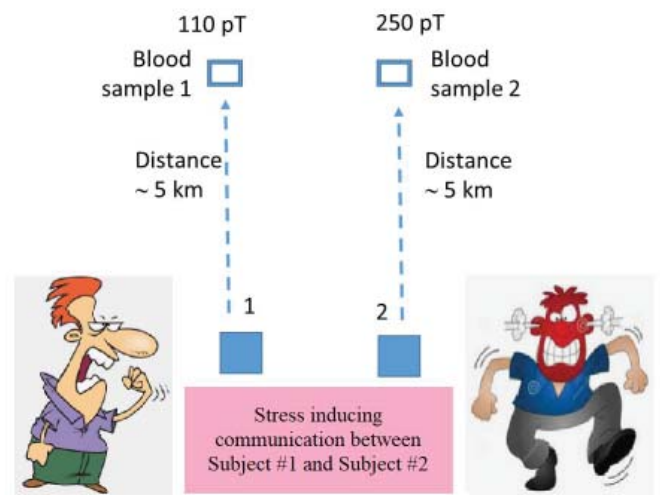 110 pT
250 pT
Blood
sample 1
Blood
sample 2
Distance
~ 5 km
Distance
~ 5 km
1
2
Stress inducing
communication between
Subject #1 and Subject #2